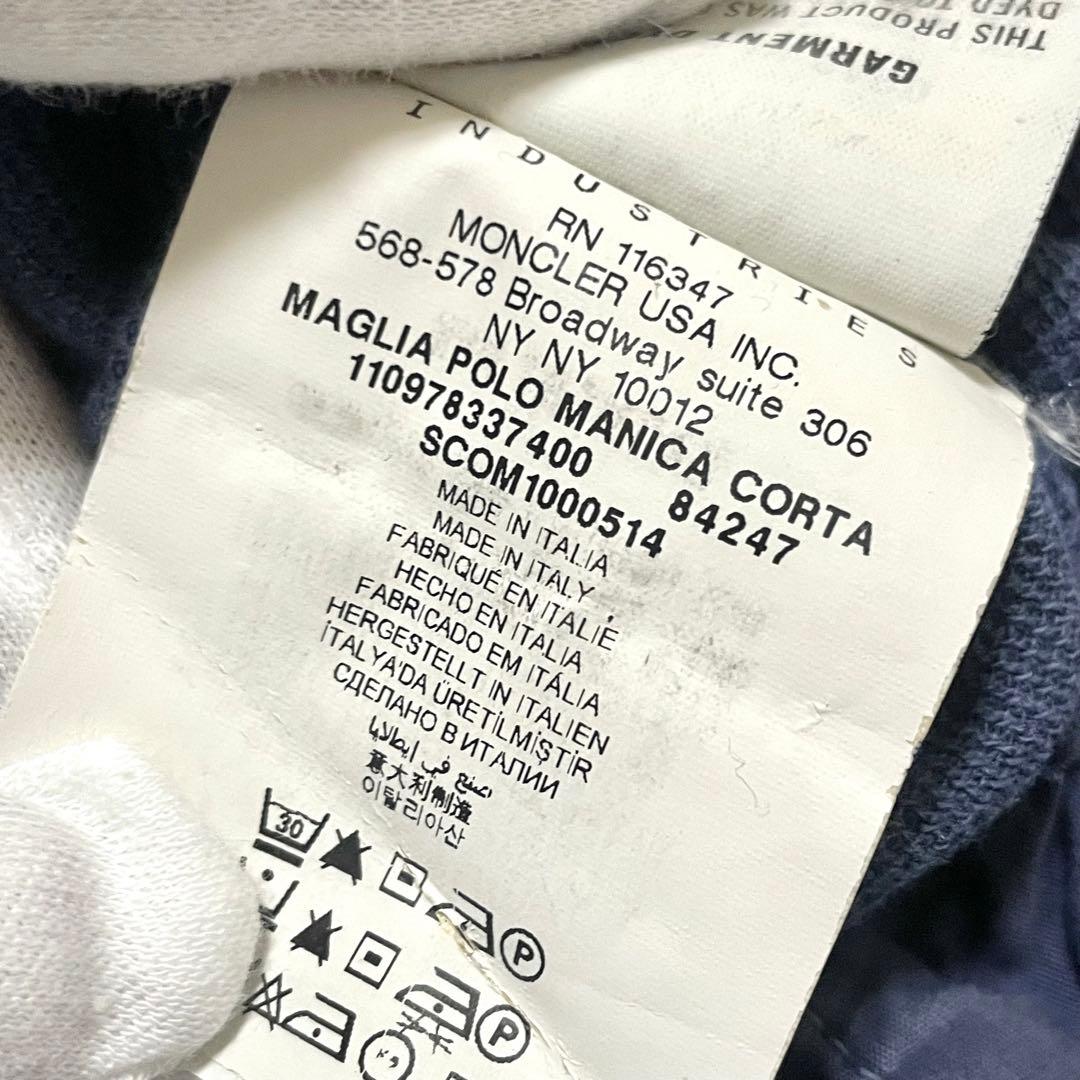 GARMENT
THIS PRODUCT WAS
DYED TO
INDUSTRIES
RN 116347
MONCLER USA INC.
568-578 Broadway suite 306
NY NY 10012
MAGLIA POLO MANICA CORTA
110978337400 84247
SCOM1000514
MADE IN ITALIA
MADE IN ITALY
FABRIQUÉ EN ITALIE
HECHO EN ITALIA
FABRICADO EM ITÁLIA
HERGESTELLT IN ITALIEN
İTALYA'DA ÜRETİLMİŞTİR
СДЕЛАНО В ИТАЛИИ
صنع في ايطاليا
意大利制造
이탈리아산
30
P
P